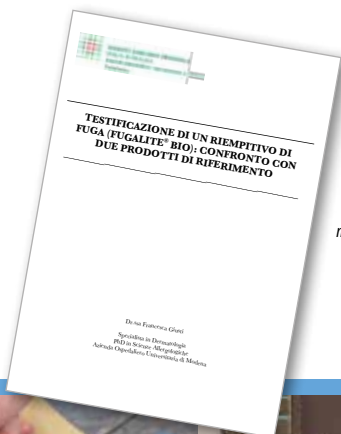 TESTIFICAZIONE DI UN RIEMPITIVO DI
FUGA (FUGALITE® BIO): CONFRONTO CON
DUE PRODOTTI DI RIFERIMENTO
Dr.ssa Francesca Giusti
Specialista in Dermatologia
PhD in Scienze Allergologiche
Azienda Ospedaliero Universitaria di Modena